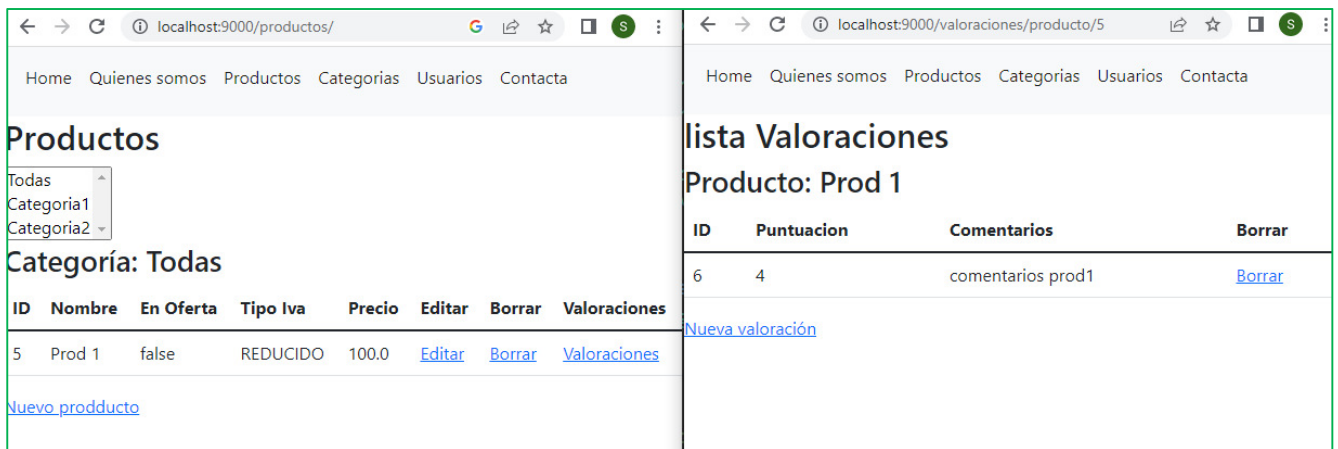 localhost:9000/productos/
Home Quienes somos Productos Categorias Usuarios Contacta
Productos
Todas
Categoria1
Categoria2
Categoría: Todas
ID Nombre En Oferta Tipo Iva Precio Editar Borrar Valoraciones
5 Prod 1 false REDUCIDO 100.0 Editar Borrar Valoraciones
Nuevo prodducto
localhost:9000/valoraciones/producto/5
S
Home Quienes somos Productos Categorias Usuarios Contacta
lista Valoraciones
Producto: Prod 1
ID Puntuacion Comentarios Borrar
6 4 comentarios prod1 Borrar
Nueva valoración